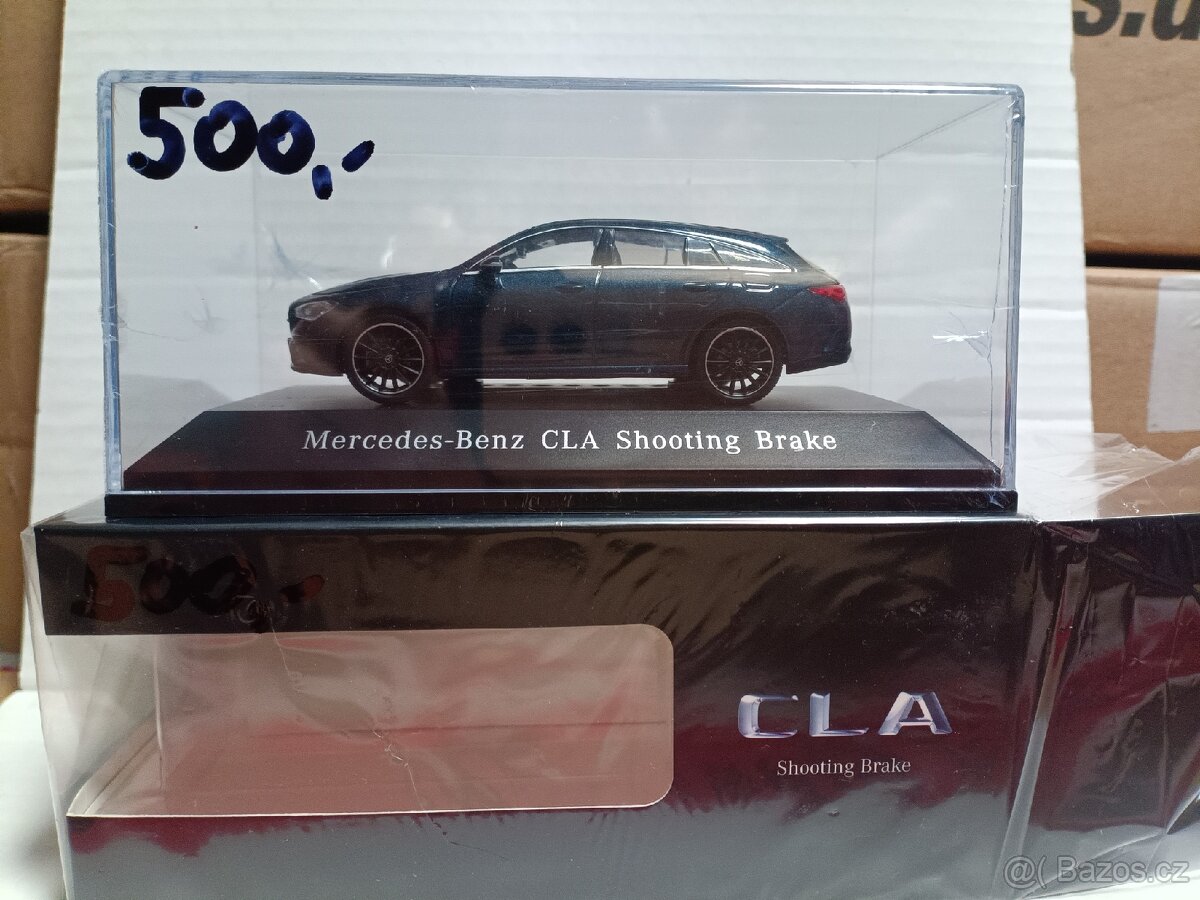 500,-
Mercedes-Benz CLA Shooting Brake
500,-
CLA
Shooting Brake
@( Bazos.cz